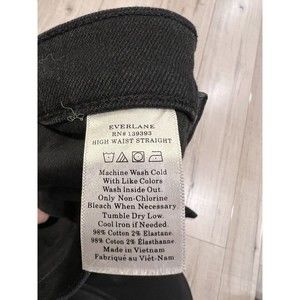 EVERLANE
RN# 139393
HIGH WAIST STRAIGHT
Machine Wash Cold
With Like Colors
Wash Inside Out.
Only Non-Chlorine
Bleach When Necessary.
Tumble Dry Low.
Cool iron if Needed.
98% Cotton 2% Elastane.
98% Coton 2% Élasthanne.
Made in Vietnam
Fabriqué au Viêt-Nam